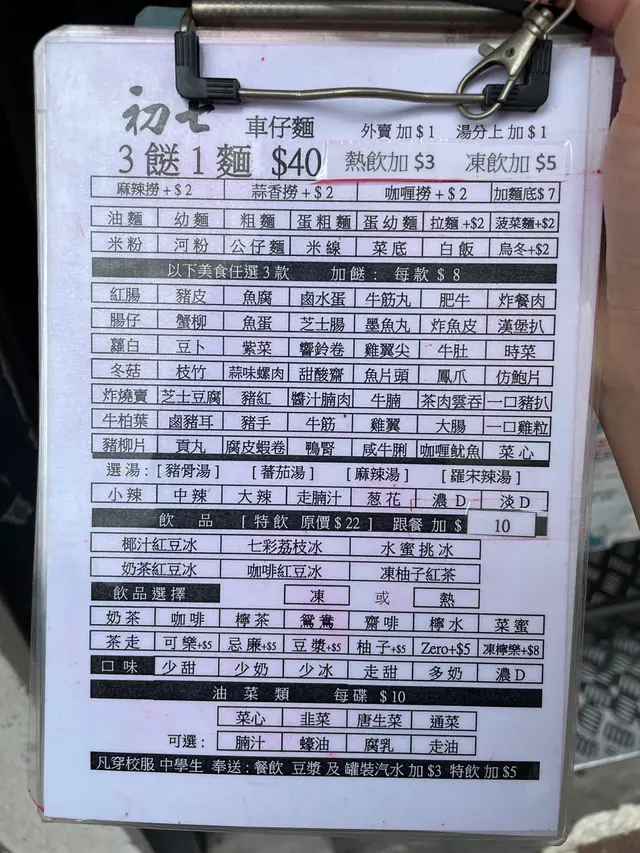 初七 車仔麵 外賣加$1 湯分上加$1
3餸1麵 $40 熱飲加$3 凍飲加$5
麻辣撈+$2 蒜香撈+$2 咖喱撈+$2 加麵底$7
油麵 幼麵 粗麵 蛋粗麵 蛋幼麵 拉麵+$2 菠菜麵+$2
米粉 河粉 公仔麵 米線 菜底 白飯 烏冬+$2
以下美食任選3款 加餸: 每款$8
紅腸 豬皮 魚腐 鹵水蛋 牛筋丸 肥牛 炸餐肉
腸仔 蟹柳 魚蛋 芝士腸 墨魚丸 炸魚皮 漢堡扒
蘿白 豆卜 紫菜 響鈴卷 雞翼尖 牛肚 時菜
冬菇 枝竹 蒜味螺肉 甜酸齋 魚片頭 鳳爪 仿鮑片
炸燒賣 芝士豆腐 豬紅 醬汁腩肉 牛腩 茶肉雲吞 一口豬扒
牛柏葉 鹵豬耳 豬手 牛筋 雞翼 大腸 一口雞粒
豬柳片 貢丸 腐皮蝦卷 鴨腎 咸牛脷 咖喱魷魚 菜心
選湯: [豬骨湯] [蕃茄湯] [麻辣湯] [羅宋辣湯]
小辣 中辣 大辣 走腩汁 葱花 濃D 淡D
飲品 [特飲 原價$22] 跟餐加$ 10
椰汁紅豆冰 七彩荔枝冰 水蜜挑冰
奶茶紅豆冰 咖啡紅豆冰 凍柚子紅茶
飲品選擇 凍 或 熱
奶茶 咖啡 檸茶 鴛鴦 齋啡 檸水 菜蜜
茶走 可樂+$5 忌廉+$5 豆漿+$5 柚子+$5 Zero+$5 凍檸樂+$8
口味 少甜 少奶 少冰 走甜 多奶 濃D
油菜類 每碟$10
菜心 韭菜 唐生菜 通菜
可選: 腩汁 蠔油 腐乳 走油
凡穿校服 中學生 奉送: 餐飲 豆漿 及 罐裝汽水 加$3 特飲加$5